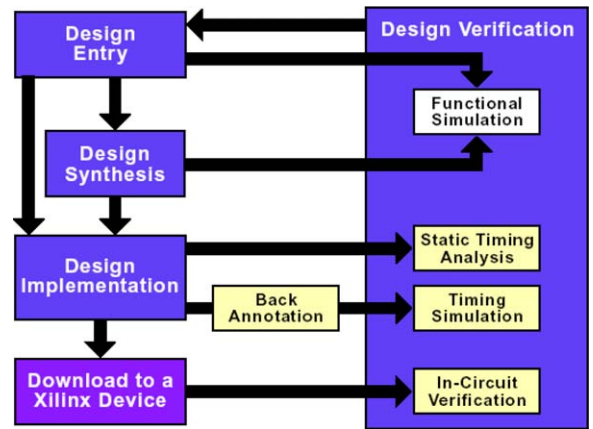 Design
Entry
Design Verification
Functional
Simulation
Design
Synthesis
Design
Implementation
Static Timing
Analysis
Back
Annotation
Timing
Simulation
Download to a
Xilinx Device
In-Circuit
Verification